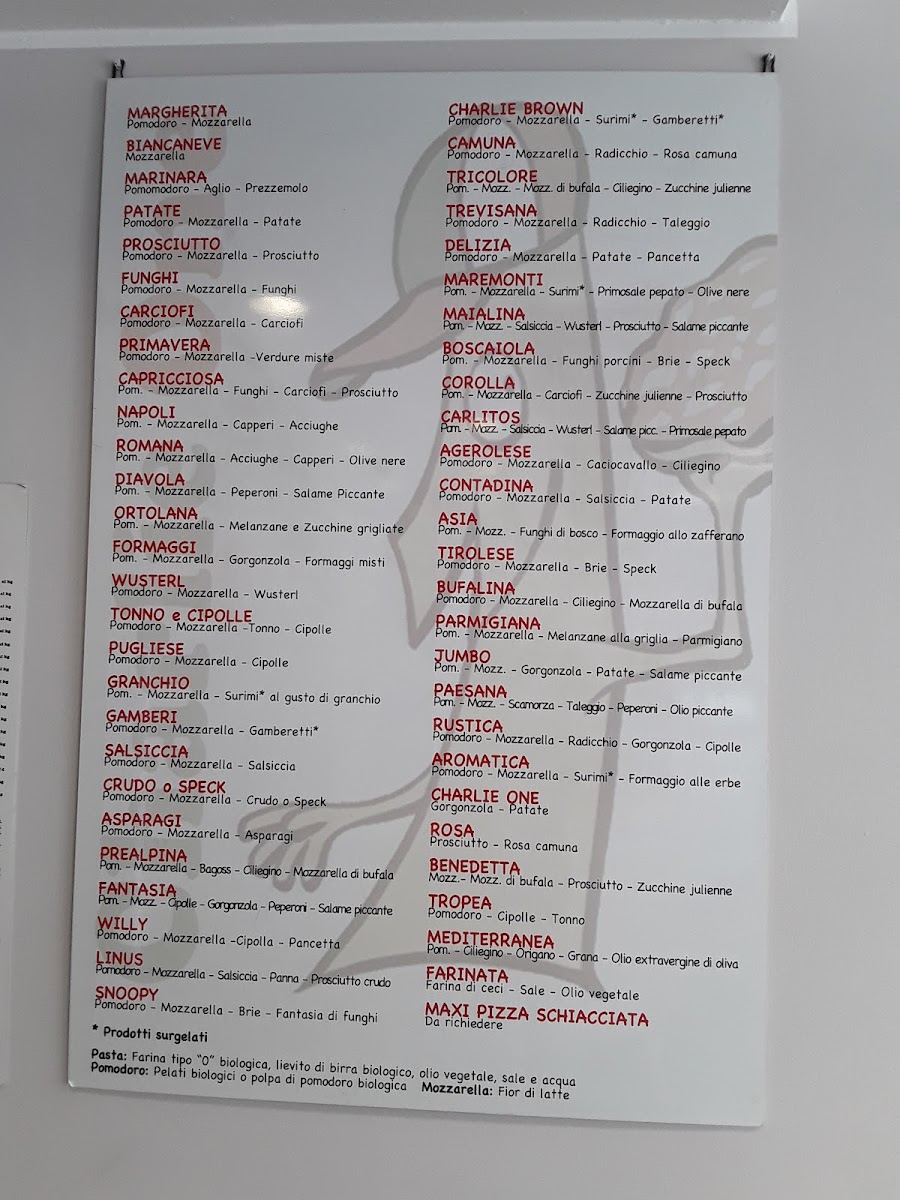 MARGHERITA
Pomodoro - Mozzarella
BIANCANEVE
Mozzarella
MARINARA
Pomomodoro - Aglio - Prezzemolo
PATATE
Pomodoro - Mozzarella - Patate
PROSCIUTTO
Pomodoro - Mozzarella - Prosciutto
FUNGHI
Pomodoro - Mozzarella - Funghi
CARCIOFI
Pomodoro - Mozzarella - Carciofi
PRIMAVERA
Pomodoro - Mozzarella -Verdure miste
CAPRICCIOSA
Pom. - Mozzarella - Funghi - Carciofi - Prosciutto
NAPOLI
Pom. - Mozzarella - Capperi - Acciughe
ROMANA
Pom. - Mozzarella - Acciughe - Capperi - Olive nere
DIAVOLA
Pom. - Mozzarella - Peperoni - Salame Piccante
ORTOLANA
Pom. - Mozzarella - Melanzane e Zucchine grigliate
FORMAGGI
Pom. - Mozzarella - Gorgonzola - Formaggi misti
WUSTERL
Pomodoro - Mozzarella - Wusterl
TONNO e CIPOLLE
Pomodoro - Mozzarella -Tonno - Cipolle
PUGLIESE
Pomodoro - Mozzarella - Cipolle
GRANCHIO
Pom. - Mozzarella - Surimi* al gusto di granchio
GAMBERI
Pomodoro - Mozzarella - Gamberetti*
SALSICCIA
Pomodoro - Mozzarella - Salsiccia
CRUDO o SPECK
Pomodoro - Mozzarella - Crudo o Speck
ASPARAGI
Pomodoro - Mozzarella - Asparagi
PREALPINA
Pom. - Mozzarella - Bagoss - Ciliegino - Mozzarella di bufala
FANTASIA
Pom. - Mozz. - Cipolle - Gorgonzola - Peperoni - Salame piccante
WILLY
Pomodoro - Mozzarella -Cipolla - Pancetta
LINUS
Pomodoro - Mozzarella - Salsiccia - Panna - Prosciutto crudo
SNOOPY
Pomodoro - Mozzarella - Brie - Fantasia di funghi
CHARLIE BROWN
Pomodoro - Mozzarella - Surimi* - Gamberetti*
CAMUNA
Pomodoro - Mozzarella - Radicchio - Rosa camuna
TRICOLORE
Pom. - Mozz. - Mozz. di bufala - Ciliegino - Zucchine julienne
TREVISANA
Pomodoro - Mozzarella - Radicchio - Taleggio
DELIZIA
Pomodoro - Mozzarella - Patate - Pancetta
MAREMONTI
Pom. - Mozzarella - Surimi* - Primosale pepato - Olive nere
MAIALINA
Pom. - Mozz. - Salsiccia - Wusterl - Prosciutto - Salame piccante
BOSCAIOLA
Pom. - Mozzarella - Funghi porcini - Brie - Speck
COROLLA
Pom. - Mozzarella - Carciofi - Zucchine julienne - Prosciutto
CARLITOS
Pom. - Mozz. - Salsiccia - Wusterl - Salame picc. - Primosale pepato
AGEROLESE
Pomodoro - Mozzarella - Caciocavallo - Ciliegino
CONTADINA
Pomodoro - Mozzarella - Salsiccia - Patate
ASIA
Pom. - Mozz. - Funghi di bosco - Formaggio allo zafferano
TIROLESE
Pomodoro - Mozzarella - Brie - Speck
BUFALINA
Pomodoro - Mozzarella - Ciliegino - Mozzarella di bufala
PARMIGIANA
Pom. - Mozzarella - Melanzane alla griglia - Parmigiano
JUMBO
Pom. - Mozz. - Gorgonzola - Patate - Salame piccante
PAESANA
Pom. - Mozz. - Scamorza - Taleggio - Peperoni - Olio piccante
RUSTICA
Pomodoro - Mozzarella - Radicchio - Gorgonzola - Cipolle
AROMATICA
Pomodoro - Mozzarella - Surimi* - Formaggio alle erbe
CHARLIE ONE
Gorgonzola - Patate
ROSA
Prosciutto - Rosa camuna
BENEDETTA
Mozz.- Mozz. di bufala - Prosciutto - Zucchine julienne
TROPEA
Pomodoro - Cipolle - Tonno
MEDITERRANEA
Pom. - Ciliegino - Origano - Grana - Olio extravergine di oliva
FARINATA
Farina di ceci - Sale - Olio vegetale
MAXI PIZZA SCHIACCIATA
Da richiedere
* Prodotti surgelati
Pasta: Farina tipo "0" biologica, lievito di birra biologico, olio vegetale, sale e acqua
Pomodoro: Pelati biologici o polpa di pomodoro biologica Mozzarella: Fior di latte